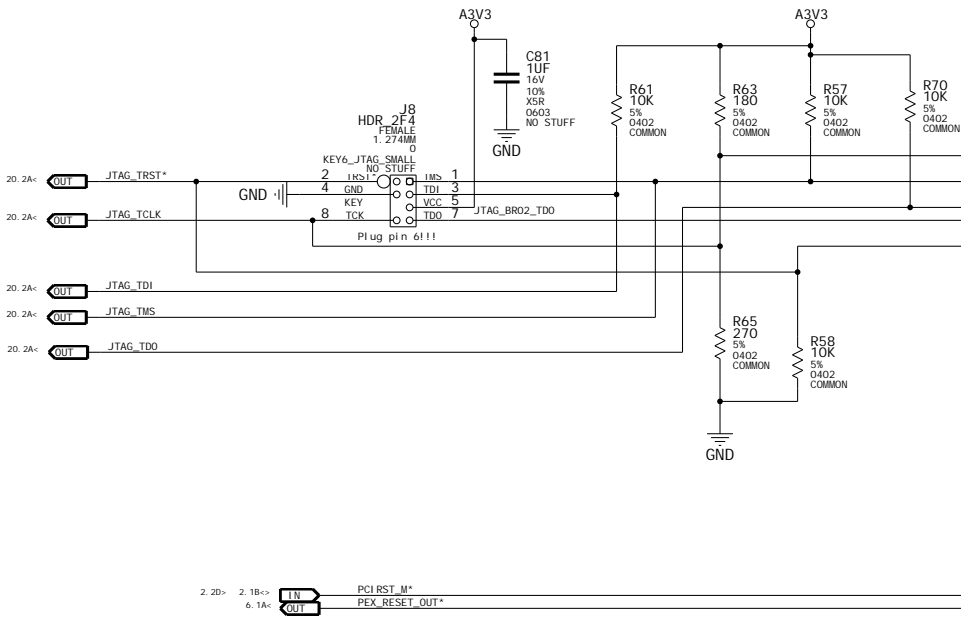 A3V3
A3V3
C81
1UF
16V
10%
X5R
0603
NO STUFF
GND
R61
10K
5%
0402
COMMON
R63
180
5%
0402
COMMON
R57
10K
5%
0402
COMMON
R70
10K
5%
0402
COMMON
J8
HDR_2F4
FEMALE
1.274MM
0
KEY6_JTAG_SMALL
NO STUFF
20.2A< OUT JTAG_TRST*
2 TRST* TMS 1
GND 4 GND TDI 3
KEY VCC 5
20.2A< OUT JTAG_TCLK
8 TCK TDO 7 JTAG_BRO2_TDO
Plug pin 6!!!
20.2A< OUT JTAG_TDI
20.2A< OUT JTAG_TMS
20.2A< OUT JTAG_TDO
R65
270
5%
0402
COMMON
R58
10K
5%
0402
COMMON
GND
2.2D> 2.1B<> IN PCIRST_M*
6.1A< OUT PEX_RESET_OUT*